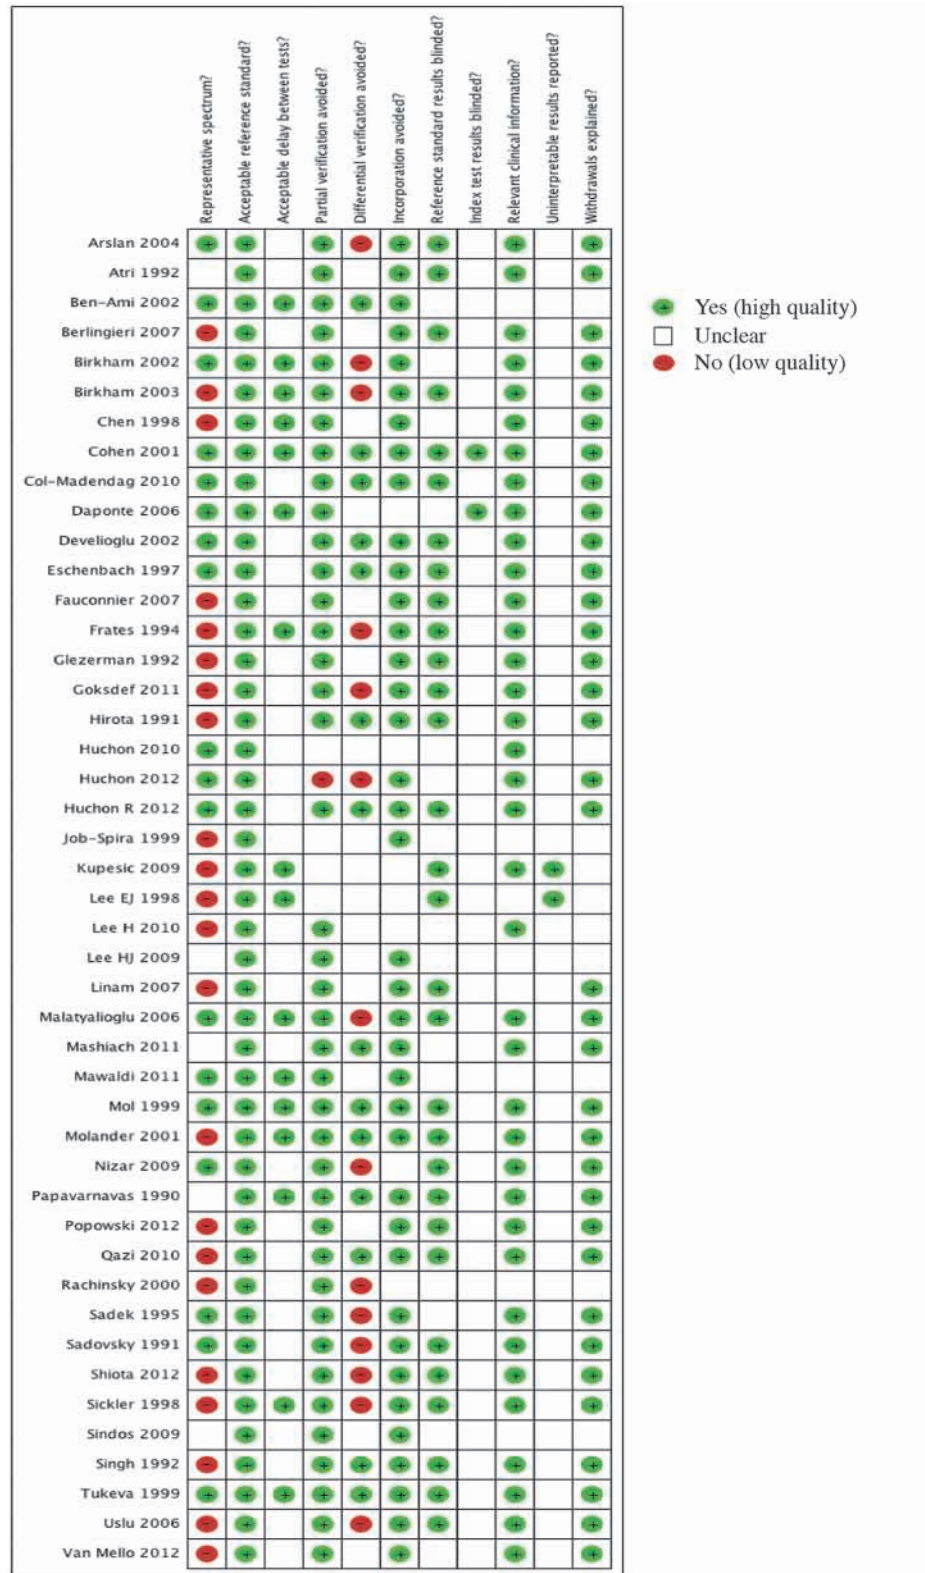 Representative spectrum?
Acceptable reference standard?
Acceptable delay between tests?
Partial verification avoided?
Differential verification avoided?
Incorporation avoided?
Reference standard results blinded?
Index test results blinded?
Relevant clinical information?
Uninterpretable results reported?
Withdrawals explained?
Arslan 2004
Atri 1992
Ben-Ami 2002
Berlingieri 2007
Birkham 2002
Birkham 2003
Chen 1998
Cohen 2001
Col-Madendag 2010
Daponte 2006
Develioglu 2002
Eschenbach 1997
Fauconnier 2007
Frates 1994
Glezerman 1992
Goksdef 2011
Hirota 1991
Huchon 2010
Huchon 2012
Huchon R 2012
Job-Spira 1999
Kupesic 2009
Lee EJ 1998
Lee H 2010
Lee HJ 2009
Linam 2007
Malatyalioglu 2006
Mashiach 2011
Mawaldi 2011
Mol 1999
Molander 2001
Nizar 2009
Papavarnavas 1990
Popowski 2012
Qazi 2010
Rachinsky 2000
Sadek 1995
Sadovsky 1991
Shiota 2012
Sickler 1998
Sindos 2009
Singh 1992
Tukeva 1999
Uslu 2006
Van Mello 2012
Yes (high quality)
Unclear
No (low quality)